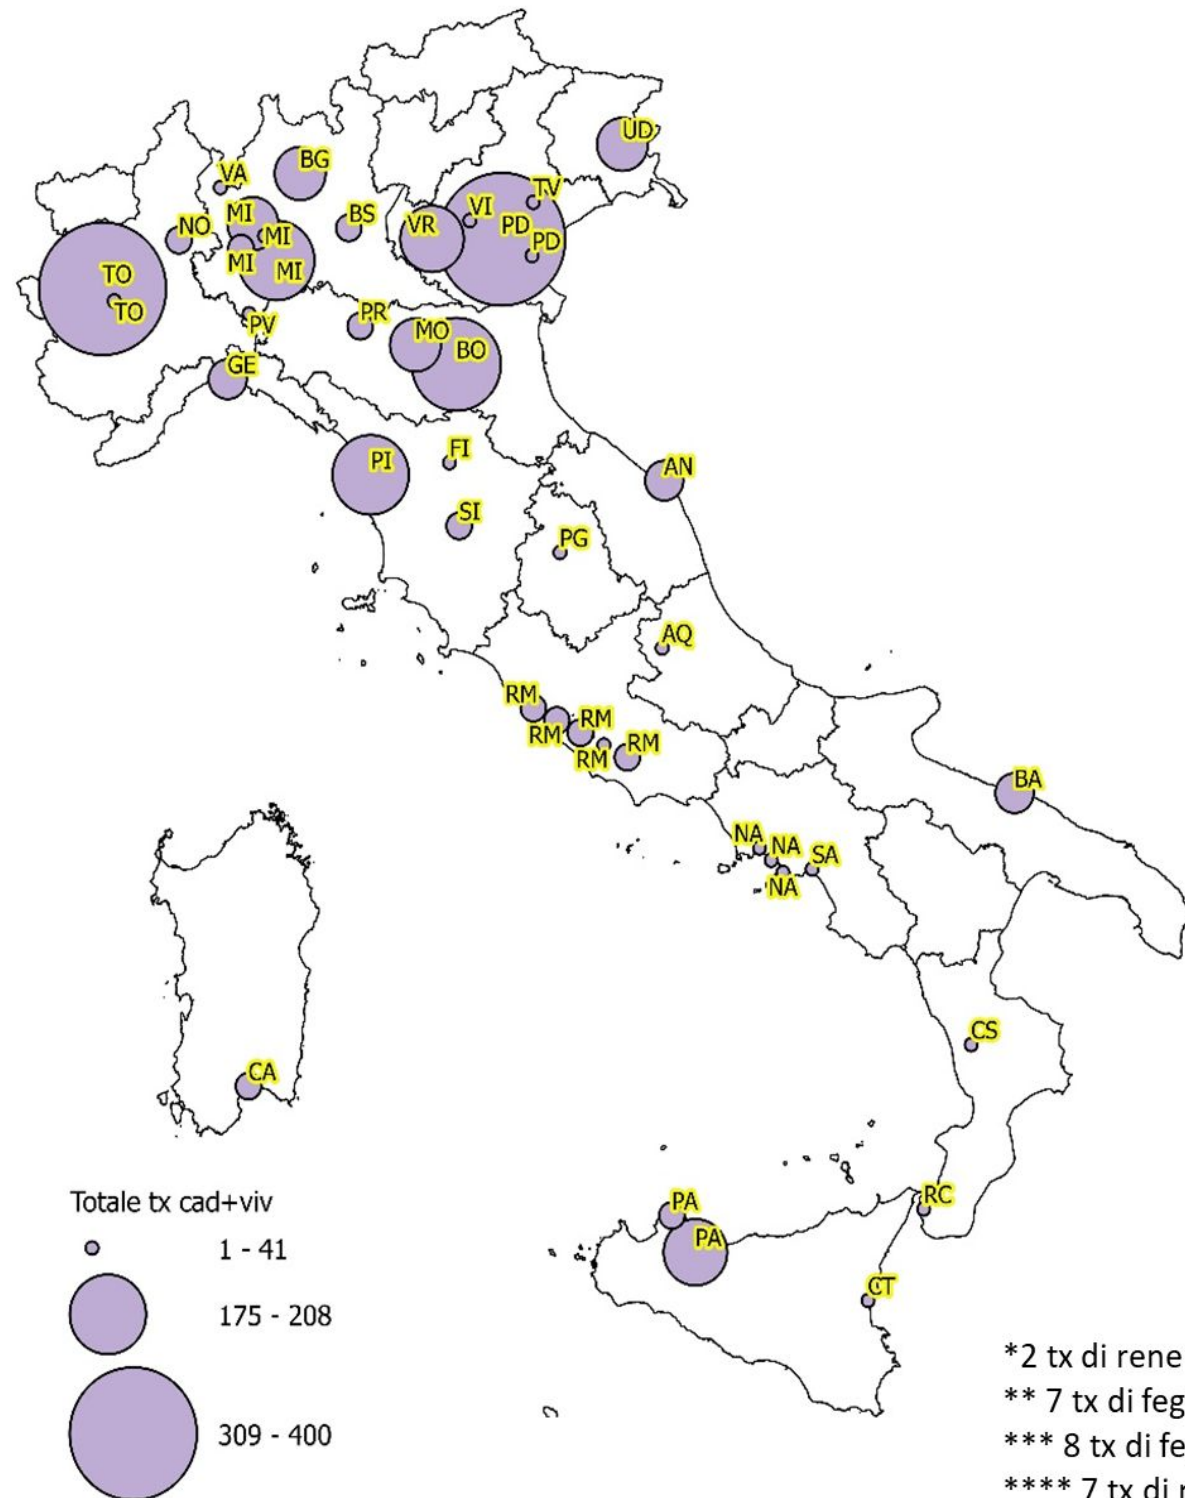 UD
BG
VA
TV
MI
BS
VI
NO
VR
PD
MI
PD
MI
MI
TO
TO
PR
PV
MO
BO
GE
FI
PI
AN
SI
PG
AQ
RM
RM
RM
RM
RM
BA
NA
NA
SA
NA
CS
CA
PA
RC
PA
CT
Totale tx cad+viv
1 - 41
175 - 208
309 - 400
*2 tx di rene
** 7 tx di feg
*** 8 tx di fe
**** 7 tx di r